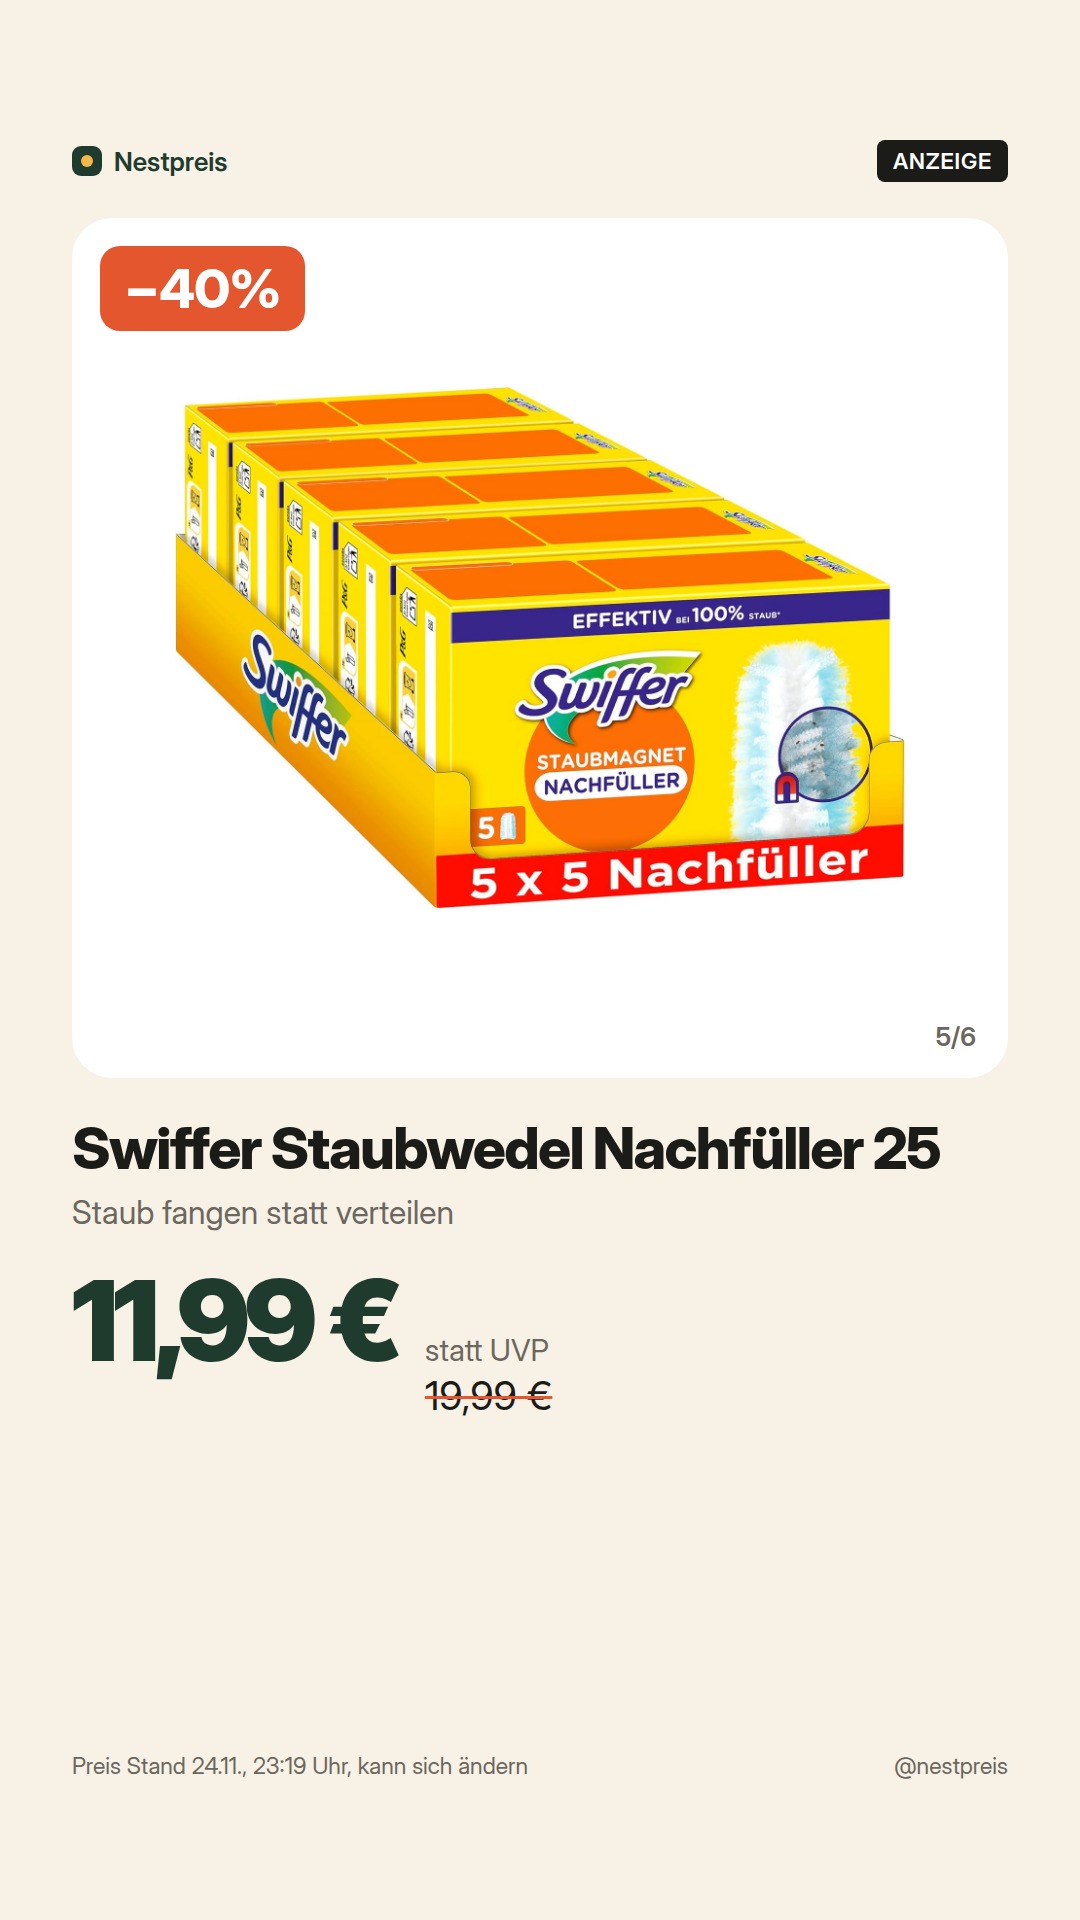 Nestpreis
ANZEIGE
–40%
EFFEKTIV BEI 100% STAUB*
Swiffer
STAUBMAGNET
NACHFÜLLER
5
5 x 5 Nachfüller
Swiffer
P&G
P&G
P&G
P&G
P&G
5/6
Swiffer Staubwedel Nachfüller 25
Staub fangen statt verteilen
11,99 €
statt UVP
19,99 €
Preis Stand 24.11., 23:19 Uhr, kann sich ändern
@nestpreis